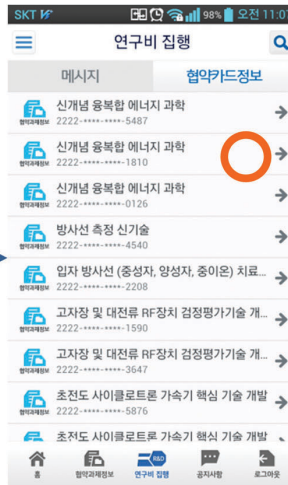 SKT 98% 오전 11:07
연구비 집행
메시지 협약카드정보
신개념 융복합 에너지 과학
협약과제정보 2222-****-****-5487
신개념 융복합 에너지 과학
협약과제정보 2222-****-****-1810
신개념 융복합 에너지 과학
협약과제정보 2222-****-****-0126
방사선 측정 신기술
협약과제정보 2222-****-****-4540
입자 방사선 (중성자, 양성자, 중이온) 치료...
협약과제정보 2222-****-****-2208
고자장 및 대전류 RF장치 검정평가기술 개...
협약과제정보 2222-****-****-1590
고자장 및 대전류 RF장치 검정평가기술 개...
협약과제정보 2222-****-****-3647
초전도 사이클로트론 가속기 핵심 기술 개발
협약과제정보 2222-****-****-5876
초전도 사이클로트론 가속기 핵심 기술 개발
R&D
홈 협약과제정보 연구비 집행 공지사항 로그아웃